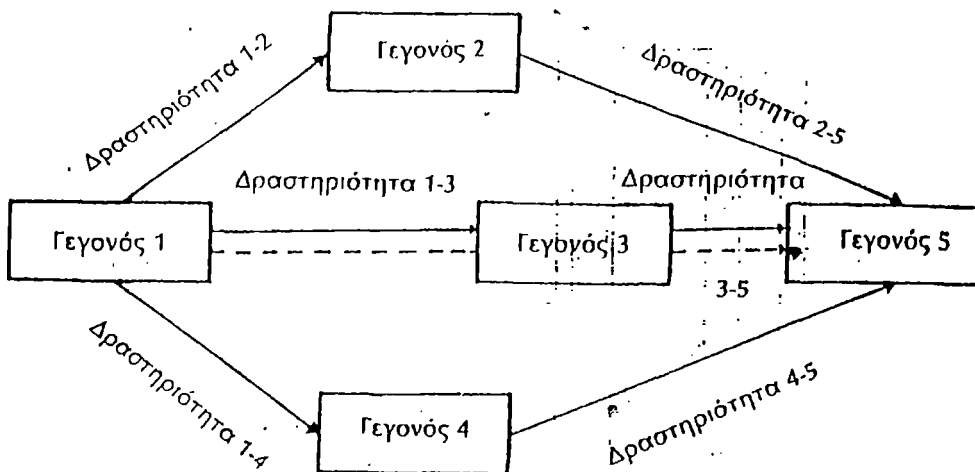 Γεγονός 2
Δραστηριότητα 1-2
Δραστηριότητα 2-5
Δραστηριότητα 1-3
Δραστηριότητα
Γεγονός 1
Γεγονός 3
Γεγονός 5
3-5
Δραστηριότητα 1-4
Γεγονός 4
Δραστηριότητα 4-5